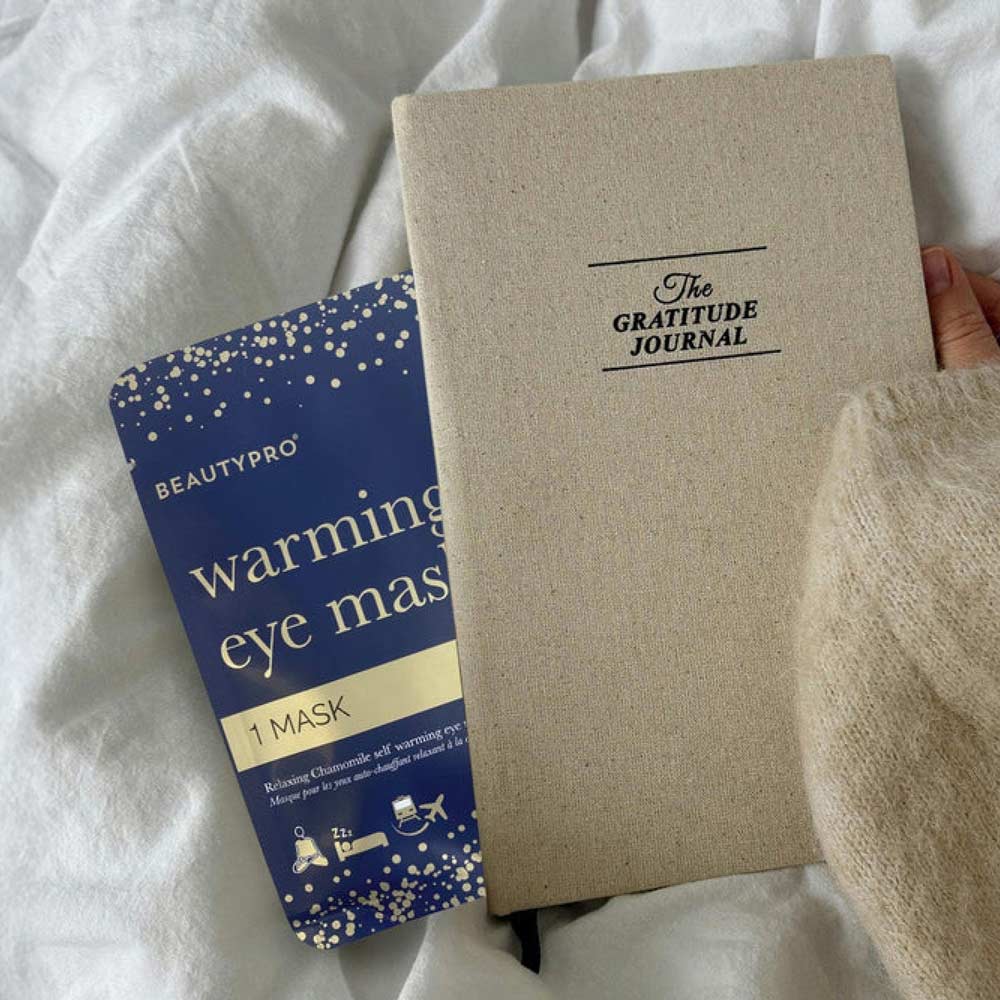 The
GRATITUDE
JOURNAL
BEAUTYPRO®
warming
eye mas
1 MASK
Relaxing Chamomile self warming eye
Masque pour les yeux auto-chauffant relaxant à la
zzz